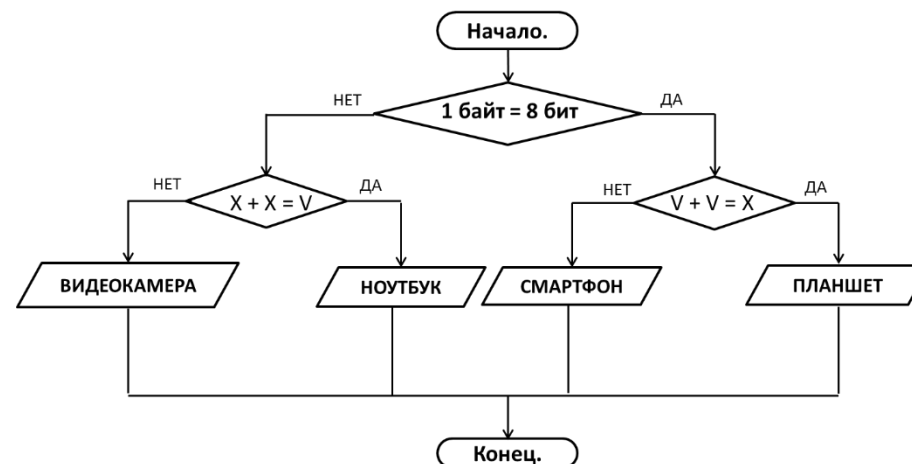 Начало.
НЕТ
1 байт = 8 бит
ДА
НЕТ
X + X = V
ДА
НЕТ
V + V = X
ДА
ВИДЕОКАМЕРА
НОУТБУК
СМАРТФОН
ПЛАНШЕТ
Конец.